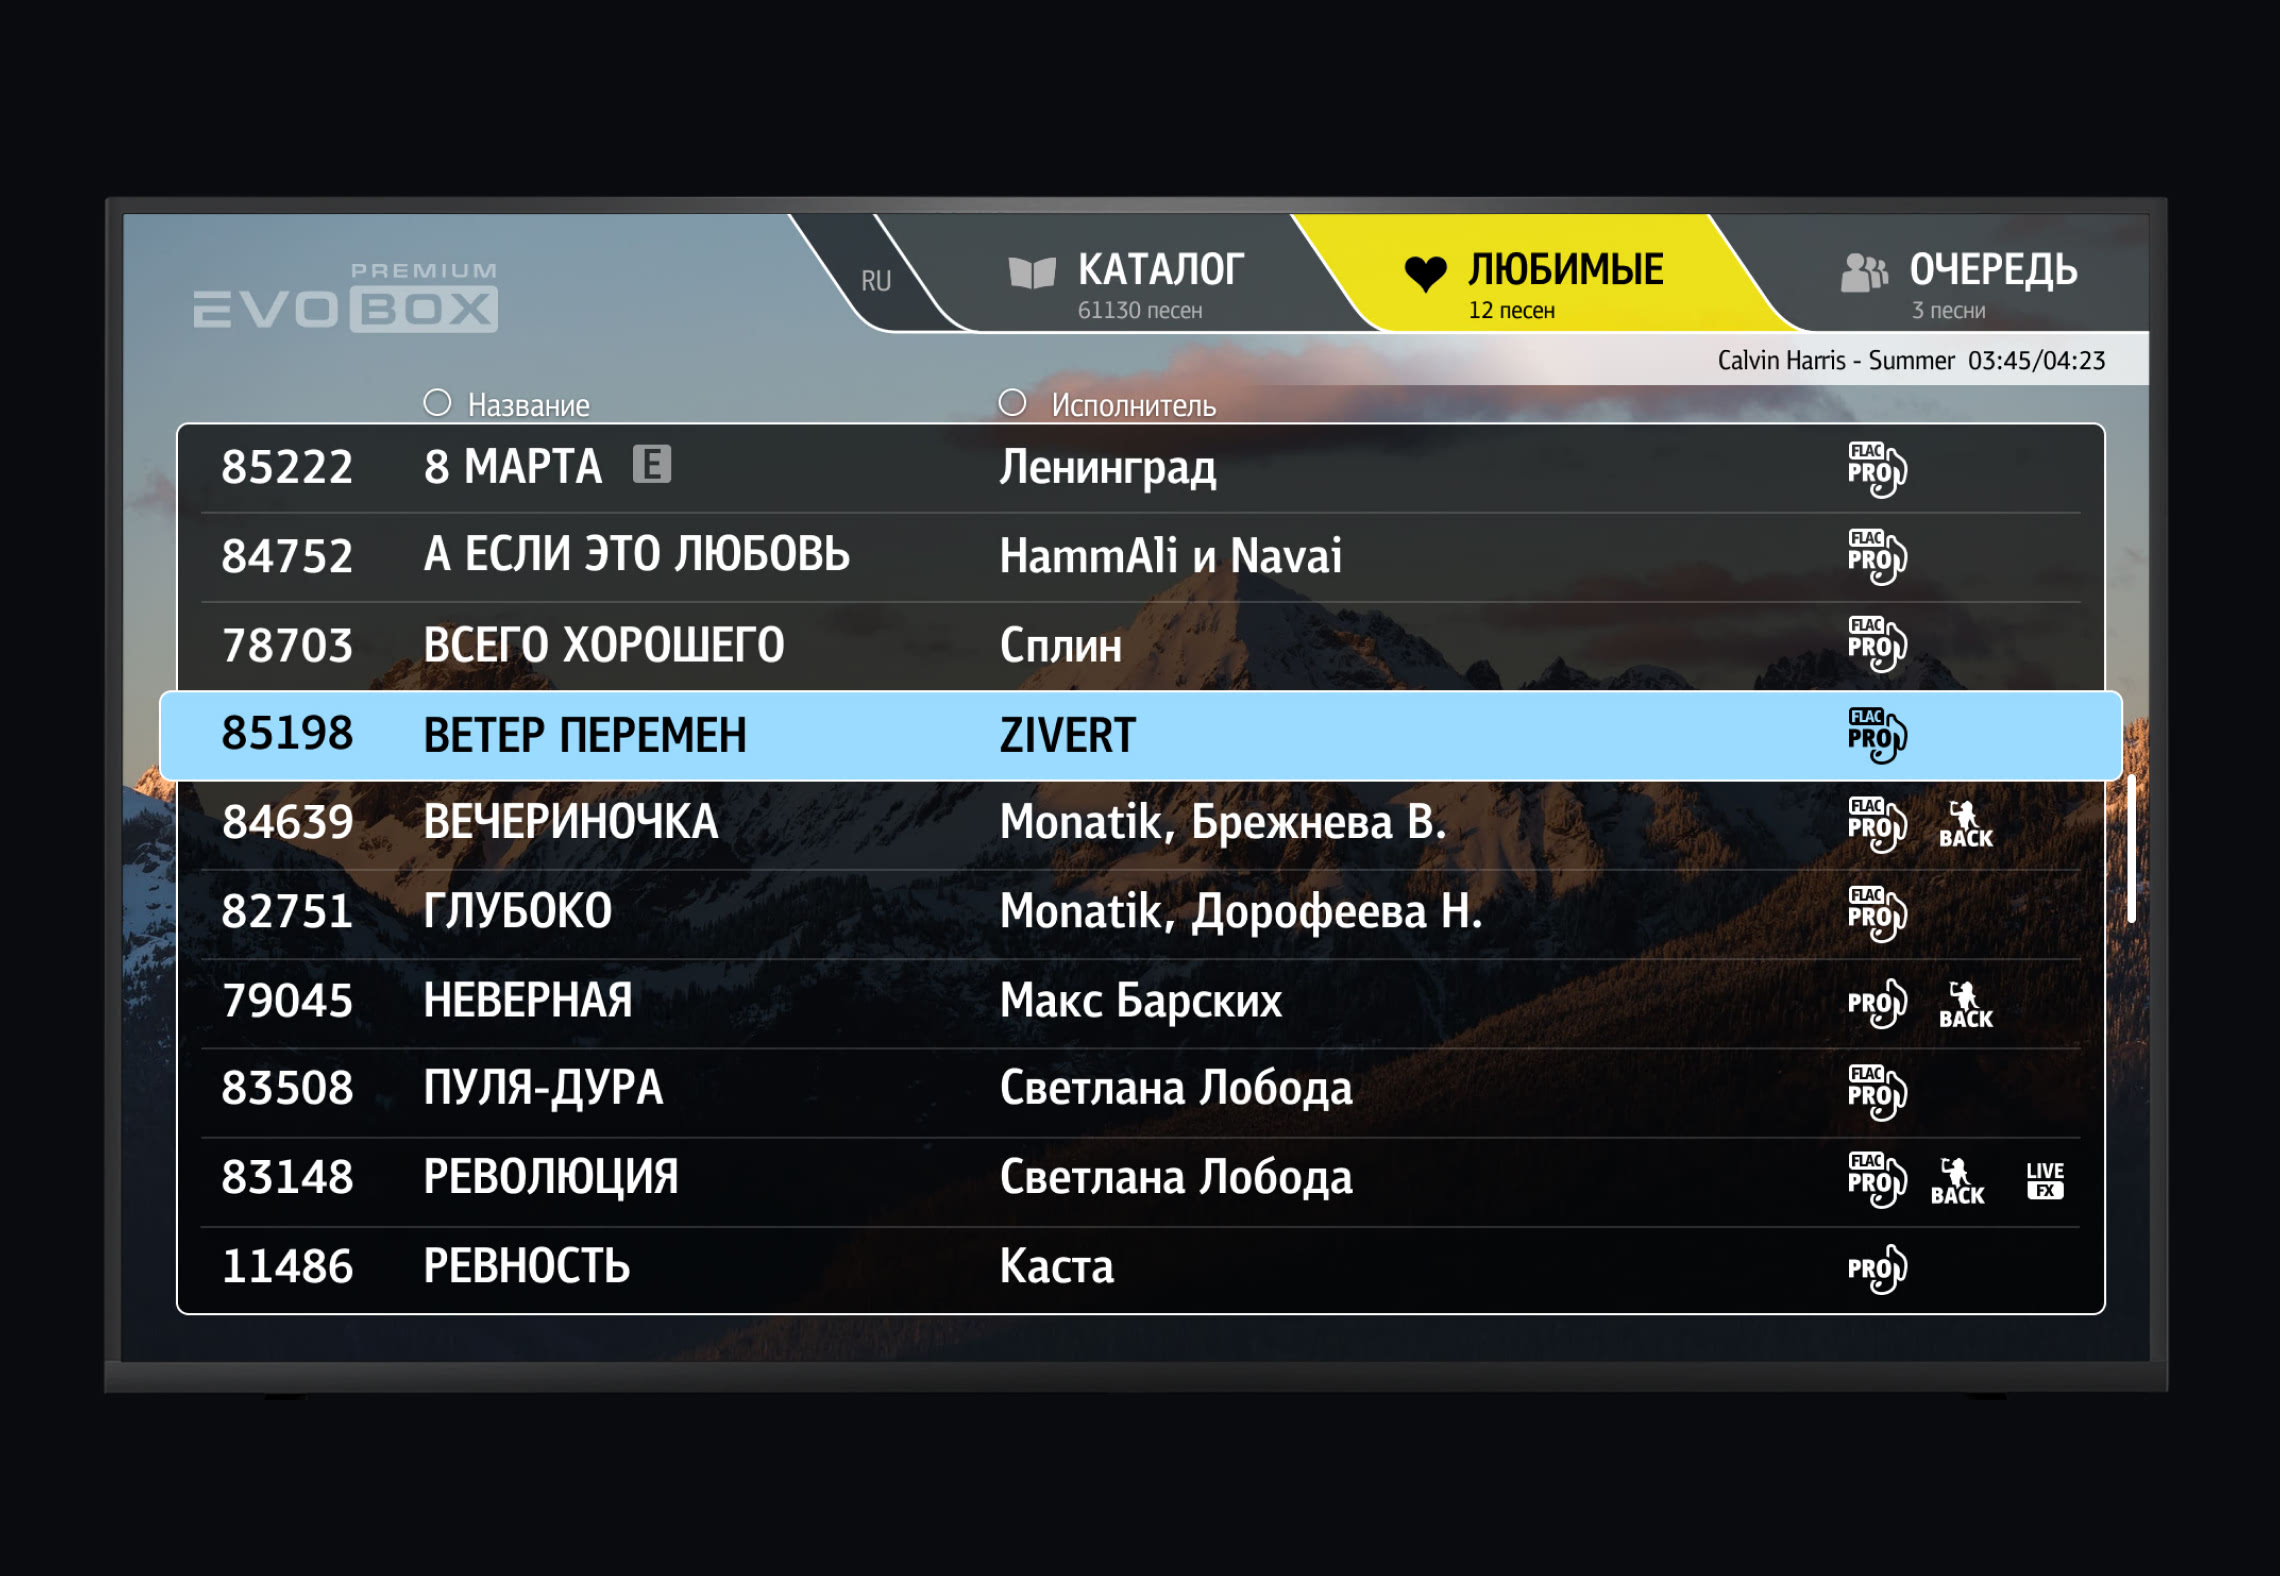 PREMIUM
EVOBOX
RU
КАТАЛОГ
61130 песен
ЛЮБИМЫЕ
12 песен
ОЧЕРЕДЬ
3 песни
Calvin Harris - Summer 03:45/04:23
Название Исполнитель
85222 8 МАРТА E Ленинград FLAC PRO
84752 А ЕСЛИ ЭТО ЛЮБОВЬ HammAli и Navai FLAC PRO
78703 ВСЕГО ХОРОШЕГО Сплин FLAC PRO
85198 ВЕТЕР ПЕРЕМЕН ZIVERT FLAC PRO
84639 ВЕЧЕРИНОЧКА Monatik, Брежнева В. FLAC PRO BACK
82751 ГЛУБОКО Monatik, Дорофеева Н. FLAC PRO
79045 НЕВЕРНАЯ Макс Барских PRO BACK
83508 ПУЛЯ-ДУРА Светлана Лобода FLAC PRO
83148 РЕВОЛЮЦИЯ Светлана Лобода FLAC PRO BACK LIVE FX
11486 РЕВНОСТЬ Каста PRO